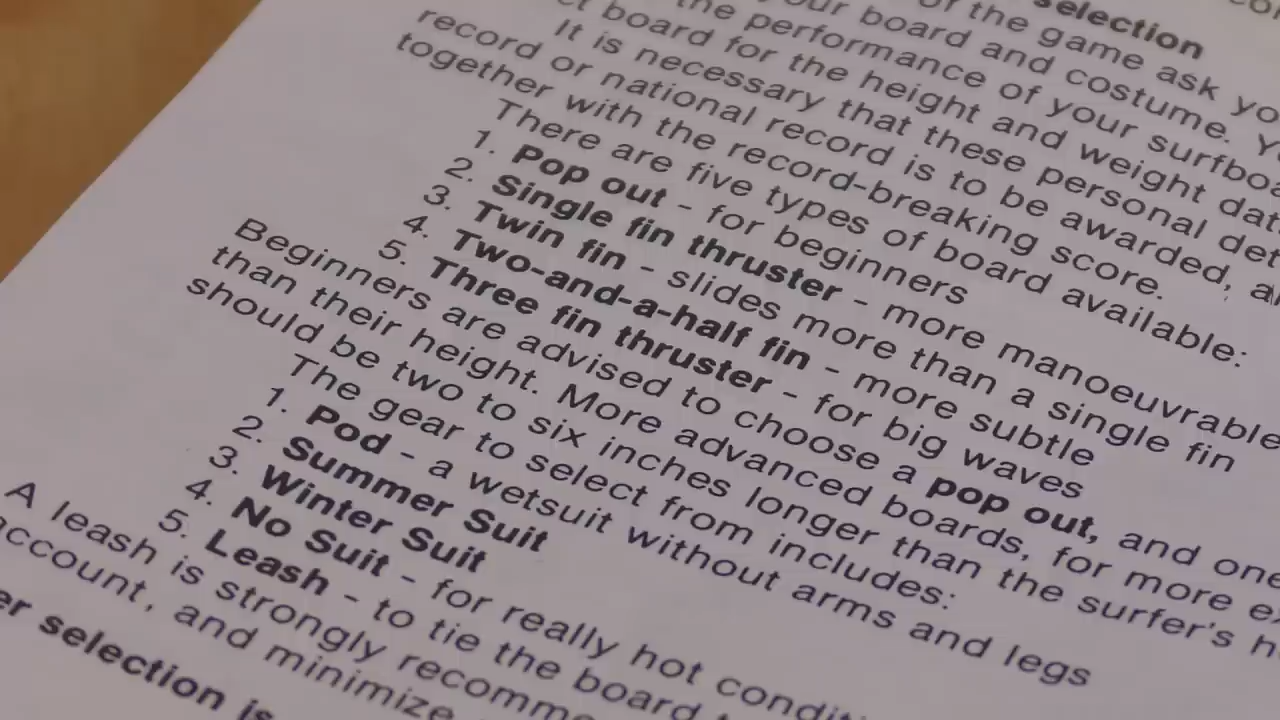 selection
of the game ask
your board and costume.
the performance of your
board for the height and weight
It is necessary that these personal
record or national record is to be awarded,
together with the record-breaking score.
There are five types of board available:
1. Pop out - for beginners
2. Single fin thruster - more manoeuvrable
3. Twin fin - slides more than a single fin
4. Two-and-a-half fin - more subtle
5. Three fin thruster - for big waves
Beginners are advised to choose a pop out, and one
than their height. More advanced boards, for more
should be two to six inches longer than the surfer's
The gear to select from includes:
1. Pod - a wetsuit without arms and legs
2. Summer Suit
3. Winter Suit
4. No Suit - for really hot
5. Leash - to tie the board
A leash is strongly
account, and minimize
selection is